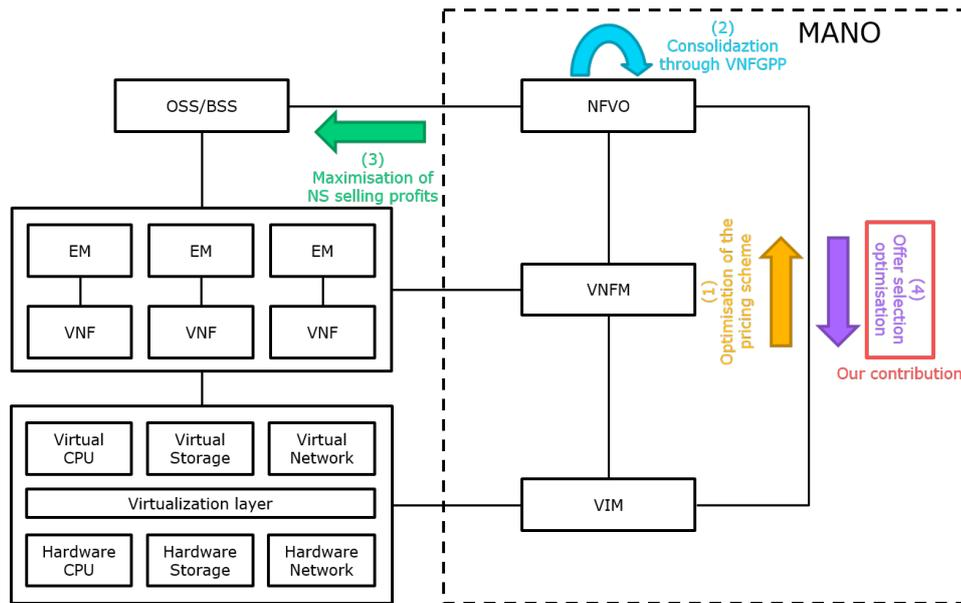 MANO
(2)
Consolidaztion
through VNFGPP
OSS/BSS
NFVO
(3)
Maximisation of
NS selling profits
EM
EM
EM
VNF
VNF
VNF
VNFM
(1)
Optimisation of the
pricing scheme
(4)
Offer selection
optimisation
Our contribution
Virtual
CPU
Virtual
Storage
Virtual
Network
Virtualization layer
VIM
Hardware
CPU
Hardware
Storage
Hardware
Network